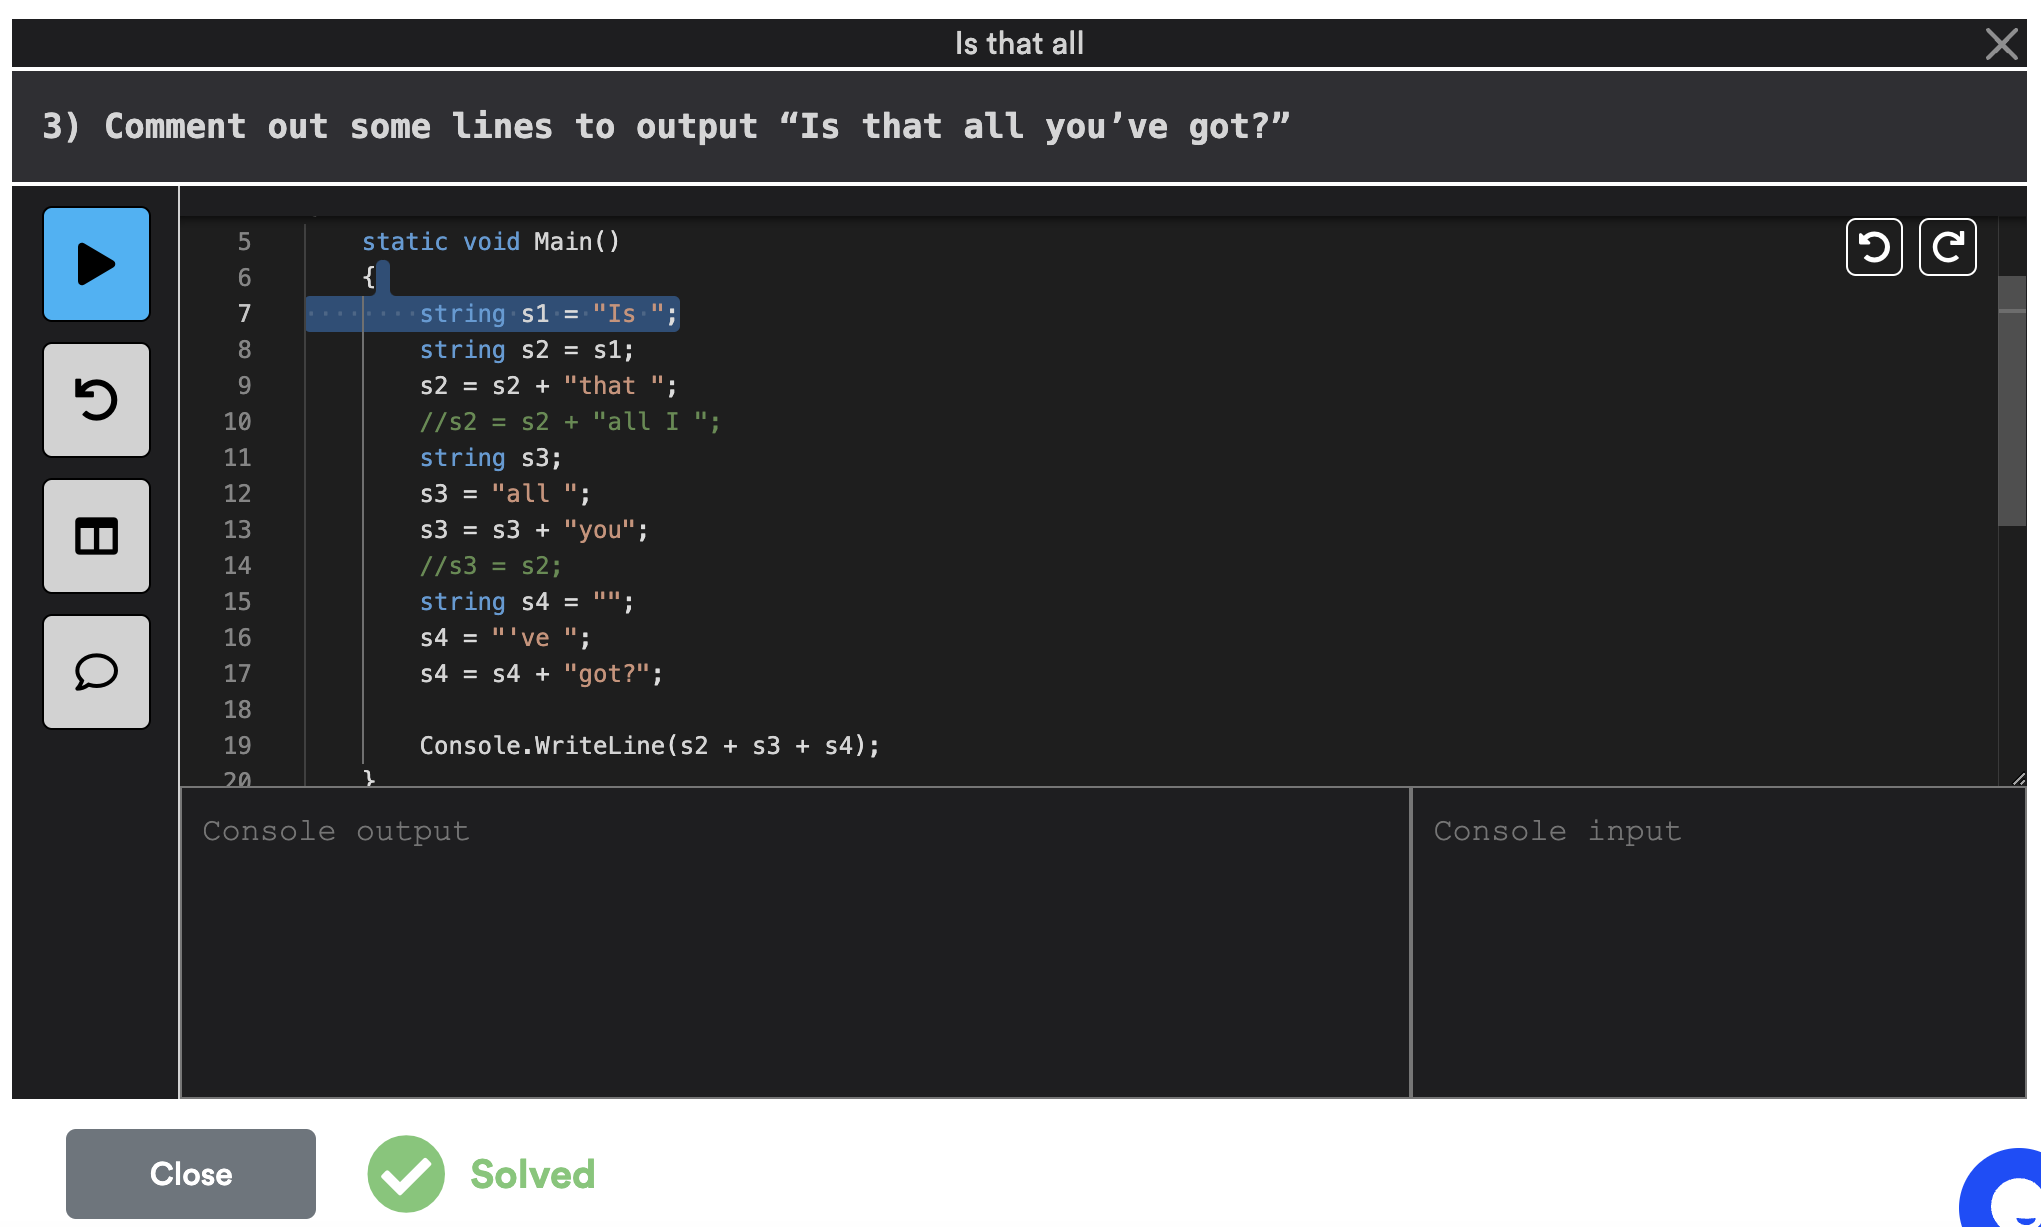 Is that all
3) Comment out some lines to output “Is that all you’ve got?”
5 static void Main()
6 {
7 string s1 = "Is ";
8 string s2 = s1;
9 s2 = s2 + "that ";
10 //s2 = s2 + "all I ";
11 string s3;
12 s3 = "all ";
13 s3 = s3 + "you";
14 //s3 = s2;
15 string s4 = "";
16 s4 = "'ve ";
17 s4 = s4 + "got?";
18
19 Console.WriteLine(s2 + s3 + s4);
20 }
Console output
Console input
Close
Solved